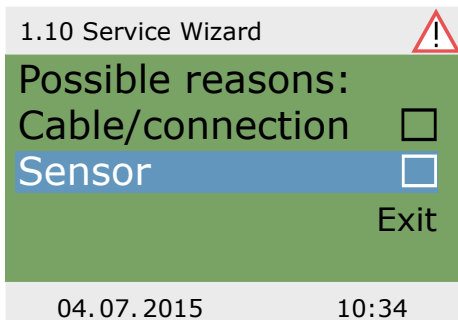 1.10 Service Wizard
Possible reasons:
Cable/connection
Sensor
Exit
04.07.2015 10:34